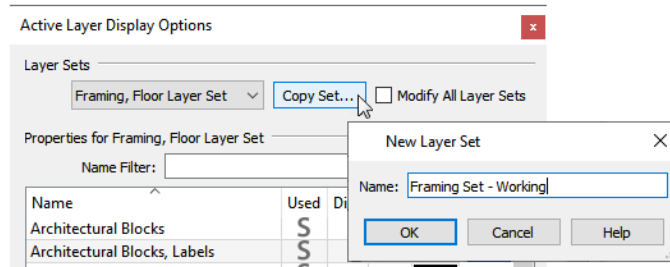 Active Layer Display Options
x
Layer Sets
Framing, Floor Layer Set Copy Set... Modify All Layer Sets
Properties for Framing, Floor Layer Set
Name Filter:
Name Used
Architectural Blocks S
Architectural Blocks, Labels S
New Layer Set
Name: Framing Set - Working
OK Cancel Help